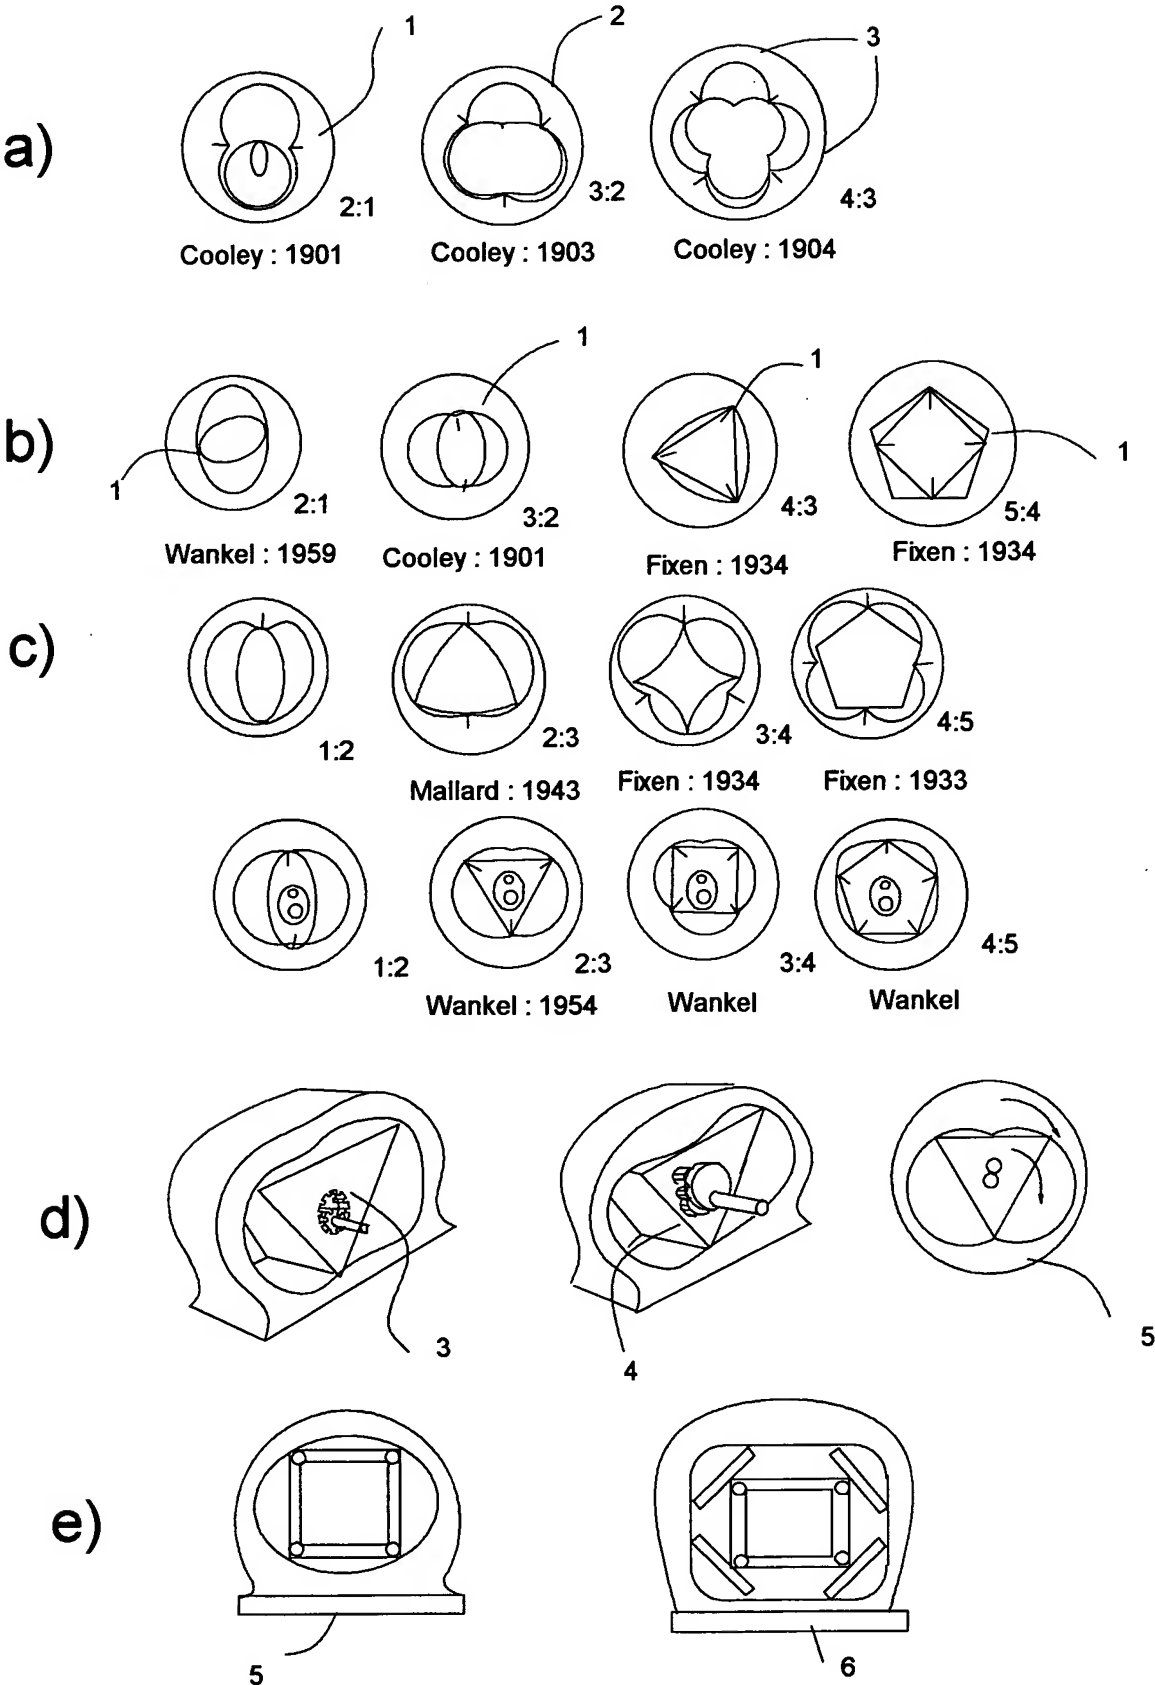 1
2
3
a)
2:1
3:2
4:3
Cooley : 1901
Cooley : 1903
Cooley : 1904
1
1
1
b)
1
1
2:1
3:2
4:3
5:4
Wankel : 1959
Cooley : 1901
Fixen : 1934
Fixen : 1934
c)
1:2
2:3
3:4
4:5
Mallard : 1943
Fixen : 1934
Fixen : 1933
1:2
2:3
3:4
4:5
Wankel : 1954
Wankel
Wankel
d)
3
4
5
e)
5
6